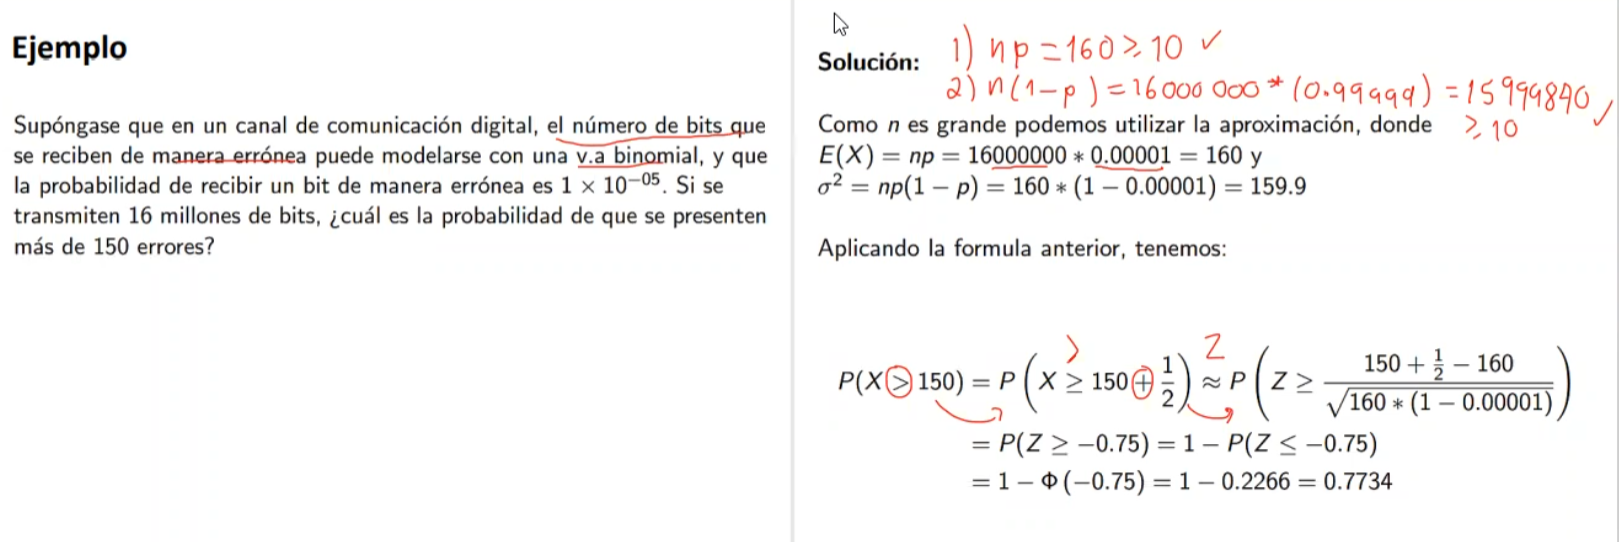 Ejemplo
Supóngase que en un canal de comunicación digital, el número de bits que
se reciben de manera errónea puede modelarse con una v.a binomial, y que
la probabilidad de recibir un bit de manera errónea es 1 × 10⁻⁰⁵. Si se
transmiten 16 millones de bits, ¿cuál es la probabilidad de que se presenten
más de 150 errores?
Solución: 1) np = 160 ≥ 10 ✓
2) n(1-p) = 16000 000 * (0.99999) = 15999840 ✓
≥ 10
Como n es grande podemos utilizar la aproximación, donde
E(X) = np = 16000000 * 0.00001 = 160 y
σ² = np(1 − p) = 160 * (1 − 0.00001) = 159.9
Aplicando la formula anterior, tenemos:
> Z
P(X > 150) = P(X ≥ 150 + 1/2) ≈ P(Z ≥ (150 + 1/2 − 160)/√(160 * (1 − 0.00001)))
= P(Z ≥ −0.75) = 1 − P(Z ≤ −0.75)
= 1 − Φ(−0.75) = 1 − 0.2266 = 0.7734